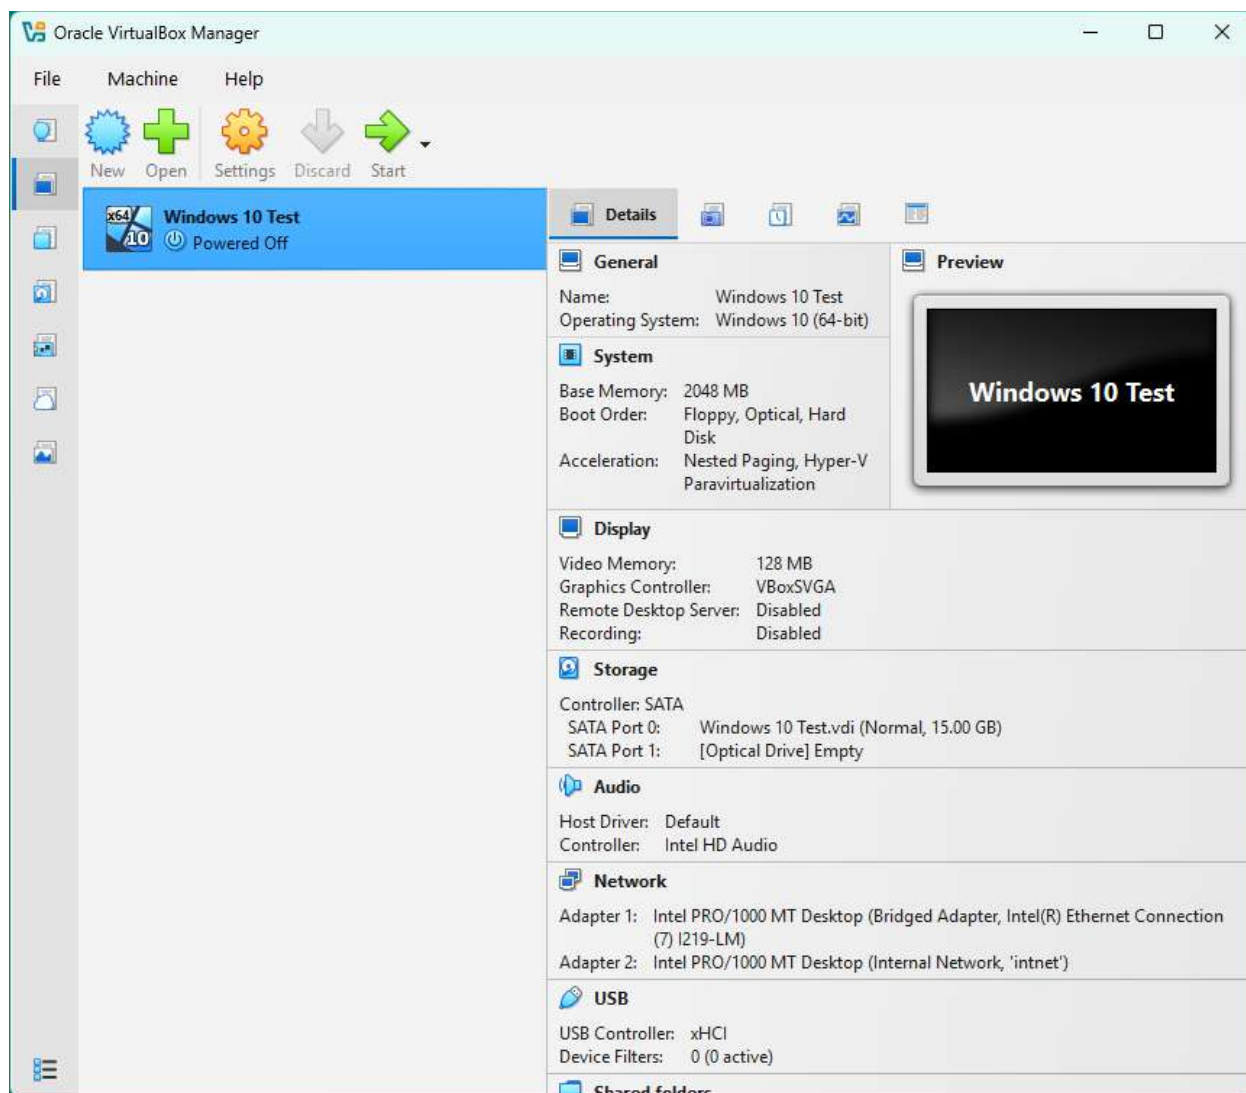 Oracle VirtualBox Manager
File Machine Help
New Open Settings Discard Start
x64
10
Windows 10 Test
Powered Off
Details
General
Name: Windows 10 Test
Operating System: Windows 10 (64-bit)
Preview
Windows 10 Test
System
Base Memory: 2048 MB
Boot Order: Floppy, Optical, Hard
Disk
Acceleration: Nested Paging, Hyper-V
Paravirtualization
Display
Video Memory: 128 MB
Graphics Controller: VBoxSVGA
Remote Desktop Server: Disabled
Recording: Disabled
Storage
Controller: SATA
SATA Port 0: Windows 10 Test.vdi (Normal, 15.00 GB)
SATA Port 1: [Optical Drive] Empty
Audio
Host Driver: Default
Controller: Intel HD Audio
Network
Adapter 1: Intel PRO/1000 MT Desktop (Bridged Adapter, Intel(R) Ethernet Connection
(7) I219-LM)
Adapter 2: Intel PRO/1000 MT Desktop (Internal Network, 'intnet')
USB
USB Controller: xHCI
Device Filters: 0 (0 active)
Shared folders